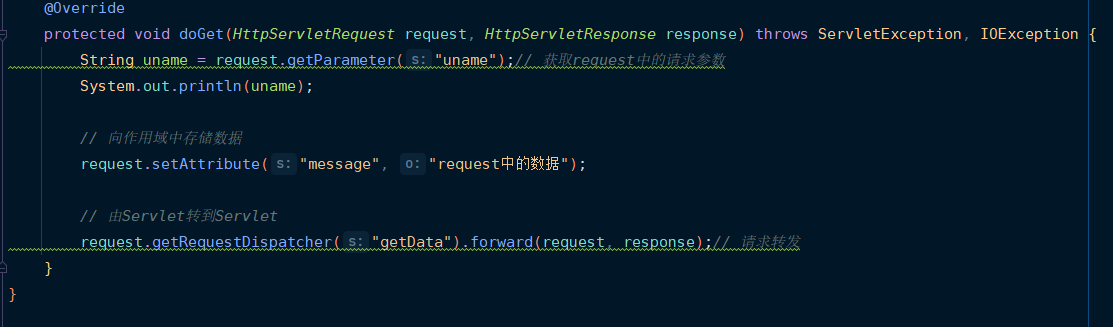 @Override
protected void doGet(HttpServletRequest request, HttpServletResponse response) throws ServletException, IOException {
String uname = request.getParameter( s: "uname");// 获取request中的请求参数
System.out.println(uname);
// 向作用域中存储数据
request.setAttribute( s: "message", o: "request中的数据");
// 由Servlet转到Servlet
request.getRequestDispatcher( s: "getData").forward(request, response);// 请求转发
}
}